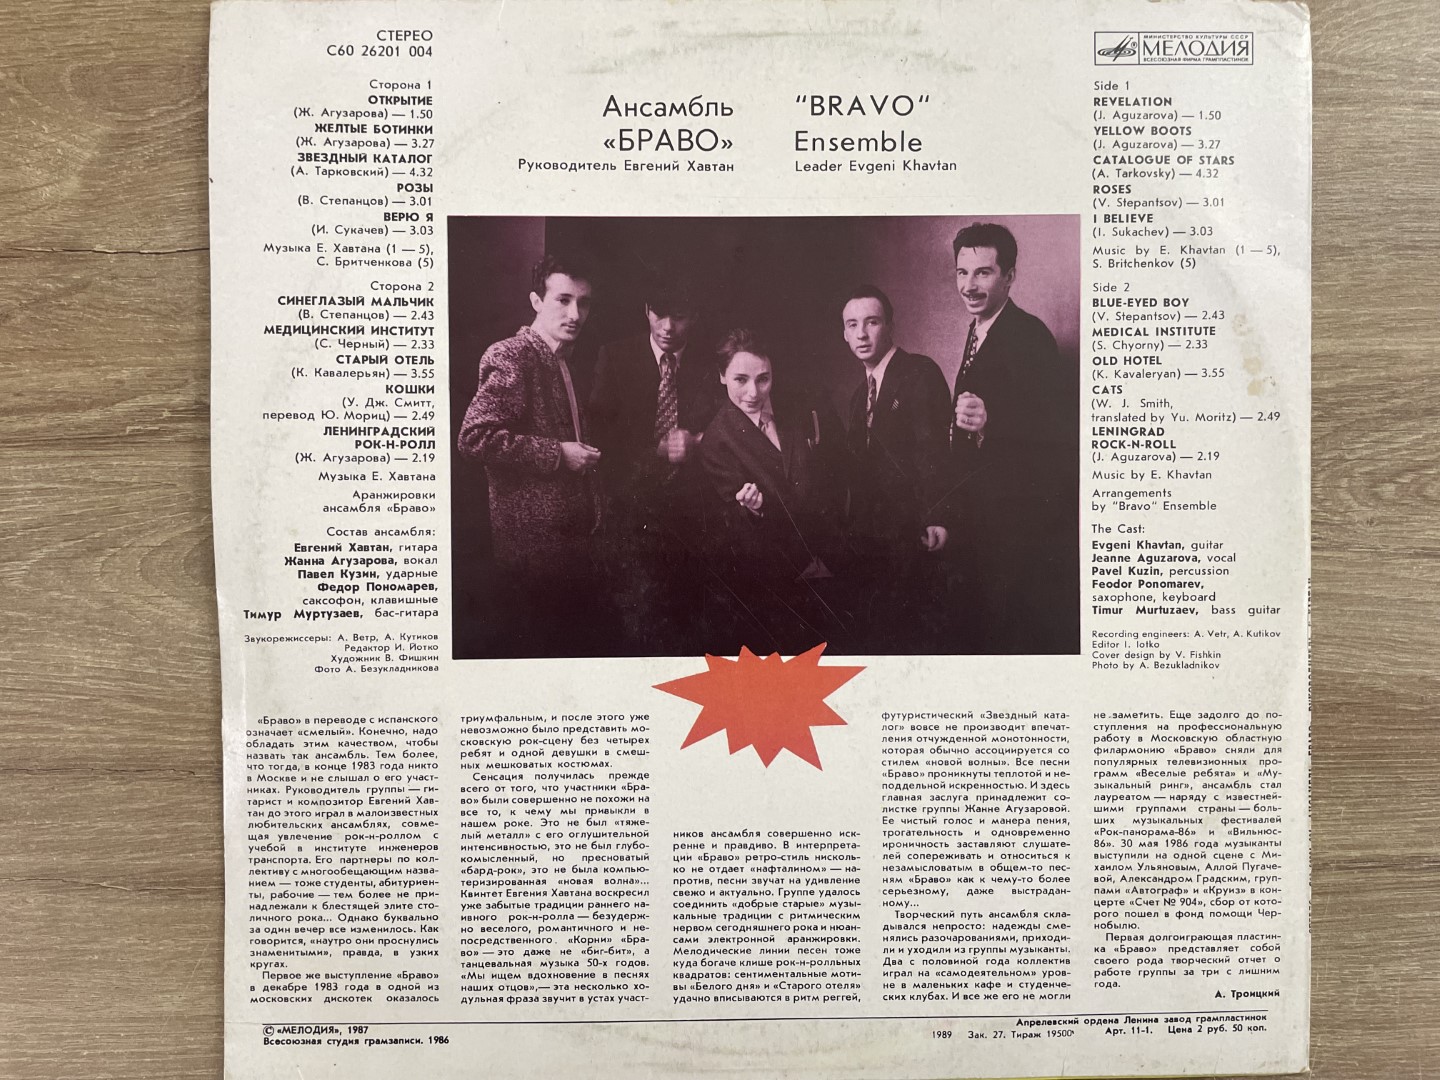 СТЕРЕО
С60 26201 004
Сторона 1
ОТКРЫТИЕ
(Ж. Агузарова) — 1.50
ЖЕЛТЫЕ БОТИНКИ
(Ж. Агузарова) — 3.27
ЗВЕЗДНЫЙ КАТАЛОГ
(А. Тарковский) — 4.32
РОЗЫ
(В. Степанцов) — 3.01
ВЕРЮ Я
(И. Сукачев) — 3.03
Музыка Е. Хавтана (1 — 5),
С. Бритченкова (5)
Сторона 2
СИНЕГЛАЗЫЙ МАЛЬЧИК
(В. Степанцов) — 2.43
МЕДИЦИНСКИЙ ИНСТИТУТ
(С. Черный) — 2.33
СТАРЫЙ ОТЕЛЬ
(К. Кавалерьян) — 3.55
КОШКИ
(У. Дж. Смитт,
перевод Ю. Мориц) — 2.49
ЛЕНИНГРАДСКИЙ
РОК-Н-РОЛЛ
(Ж. Агузарова) — 2.19
Музыка Е. Хавтана
Аранжировки
ансамбля «Браво»
Состав ансамбля:
Евгений Хавтан, гитара
Жанна Агузарова, вокал
Павел Кузин, ударные
Федор Пономарев,
саксофон, клавишные
Тимур Муртузаев, бас-гитара
Звукорежиссеры: А. Ветр, А. Кутиков
Редактор И. Йотко
Художник В. Фишкин
Фото А. Безукладникова
Ансамбль
«БРАВО»
Руководитель Евгений Хавтан
"BRAVO"
Ensemble
Leader Evgeni Khavtan
МИНИСТЕРСТВО КУЛЬТУРЫ СССР
МЕЛОДИЯ
ВСЕСОЮЗНАЯ ФИРМА ГРАМПЛАСТИНОК
Side 1
REVELATION
(J. Aguzarova) — 1.50
YELLOW BOOTS
(J. Aguzarova) — 3.27
CATALOGUE OF STARS
(A. Tarkovsky) — 4.32
ROSES
(V. Stepantsov) — 3.01
I BELIEVE
(I. Sukachev) — 3.03
Music by E. Khavtan (1 — 5),
S. Britchenkov (5)
Side 2
BLUE-EYED BOY
(V. Stepantsov) — 2.43
MEDICAL INSTITUTE
(S. Chyorny) — 2.33
OLD HOTEL
(K. Kavaleryan) — 3.55
CATS
(W. J. Smith,
translated by Yu. Moritz) — 2.49
LENINGRAD
ROCK-N-ROLL
(J. Aguzarova) — 2.19
Music by E. Khavtan
Arrangements
by "Bravo" Ensemble
The Cast:
Evgeni Khavtan, guitar
Jeanne Aguzarova, vocal
Pavel Kuzin, percussion
Feodor Ponomarev,
saxophone, keyboard
Timur Murtuzaev, bass guitar
Recording engineers: A. Vetr, A. Kutikov
Editor I. Iotko
Cover design by V. Fishkin
Photo by A. Bezukladnikov
«Браво» в переводе с испанского
означает «смелый». Конечно, надо
обладать этим качеством, чтобы
назвать так ансамбль. Тем более,
что тогда, в конце 1983 года никто
в Москве и не слышал о его участ-
никах. Руководитель группы — ги-
тарист и композитор Евгений Хав-
тан до этого играл в малоизвестных
любительских ансамблях, совме-
щая увлечение рок-н-роллом с
учебой в институте инженеров
транспорта. Его партнеры по кол-
лективу с многообещающим назва-
нием — тоже студенты, абитуриен-
ты, рабочие — тем более не при-
надлежали к блестящей элите сто-
личного рока... Однако буквально
за один вечер все изменилось. Как
говорится, «наутро они проснулись
знаменитыми», правда, в узких
кругах.
Первое же выступление «Браво»
в декабре 1983 года в одной из
московских дискотек оказалось
триумфальным, и после этого уже
невозможно было представить мо-
сковскую рок-сцену без четырех
ребят и одной девушки в смеш-
ных мешковатых костюмах.
Сенсация получилась прежде
всего от того, что участники «Бра-
во» были совершенно не похожи на
все то, к чему мы привыкли в
нашем роке. Это не был «тяже-
лый металл» с его оглушительной
интенсивностью, это не был глубо-
комысленный, но пресноватый
«бард-рок», это не была компью-
теризированная «новая волна»...
Квинтет Евгения Хавтана воскресил
уже забытые традиции раннего на-
ивного рок-н-ролла — безудерж-
но веселого, романтичного и не-
посредственного. «Корни» «Бра-
во» — это даже не «биг-бит», а
танцевальная музыка 50-х годов.
«Мы ищем вдохновение в песнях
наших отцов»,— эта несколько хо-
дульная фраза звучит в устах участ-
ников ансамбля совершенно иск-
ренне и правдиво. В интерпрета-
ции «Браво» ретро-стиль нисколь-
ко не отдает «нафталином» — на-
против, песни звучат на удивление
свежо и актуально. Группе удалось
соединить «добрые старые» музы-
кальные традиции с ритмическим
нервом сегодняшнего рока и нюан-
сами электронной аранжировки.
Мелодические линии песен тоже
куда богаче клише рок-н-ролльных
квадратов: сентиментальные моти-
вы «Белого дня» и «Старого отеля»
удачно вписываются в ритм реггей,
футуристический «Звездный ката-
лог» вовсе не производит впечат-
ления отчужденной монотонности,
которая обычно ассоциируется со
стилем «новой волны». Все песни
«Браво» проникнуты теплотой и не-
поддельной искренностью. И здесь
главная заслуга принадлежит со-
листке группы Жанне Агузаровой.
Ее чистый голос и манера пения,
трогательность и одновременно
ироничность заставляют слушате-
лей сопереживать и относиться к
незамысловатым в общем-то пес-
ням «Браво» как к чему-то более
серьезному, даже выстрадан-
ному...
Творческий путь ансамбля скла-
дывался непросто: надежды сме-
нялись разочарованиями, приходи-
ли и уходили из группы музыканты.
Два с половиной года коллектив
играл на «самодеятельном» уров-
не в маленьких кафе и студенче-
ских клубах. И все же его не могли
не заметить. Еще задолго до по-
ступления на профессиональную
работу в Московскую областную
филармонию «Браво» сняли для
популярных телевизионных прог-
рамм «Веселые ребята» и «Му-
зыкальный ринг», ансамбль стал
лауреатом — наряду с известней-
шими группами страны — боль-
ших музыкальных фестивалей
«Рок-панорама-86» и «Вильнюс-
86». 30 мая 1986 года музыканты
выступили на одной сцене с Ми-
хаилом Ульяновым, Аллой Пугаче-
вой, Александром Градским, груп-
пами «Автограф» и «Круиз» в кон-
церте «Счет № 904», сбор от кото-
рого пошел в фонд помощи Чер-
нобылю.
Первая долгоиграющая пластин-
ка «Браво» представляет собой
своего рода творческий отчет о
работе группы за три с лишним
года.
А. Троицкий
© «МЕЛОДИЯ», 1987
Всесоюзная студия грамзаписи. 1986
Апрелевский ордена Ленина завод грампластинок
1989 Зак. 27. Тираж 19500 Арт. 11-1. Цена 2 руб. 50 коп.